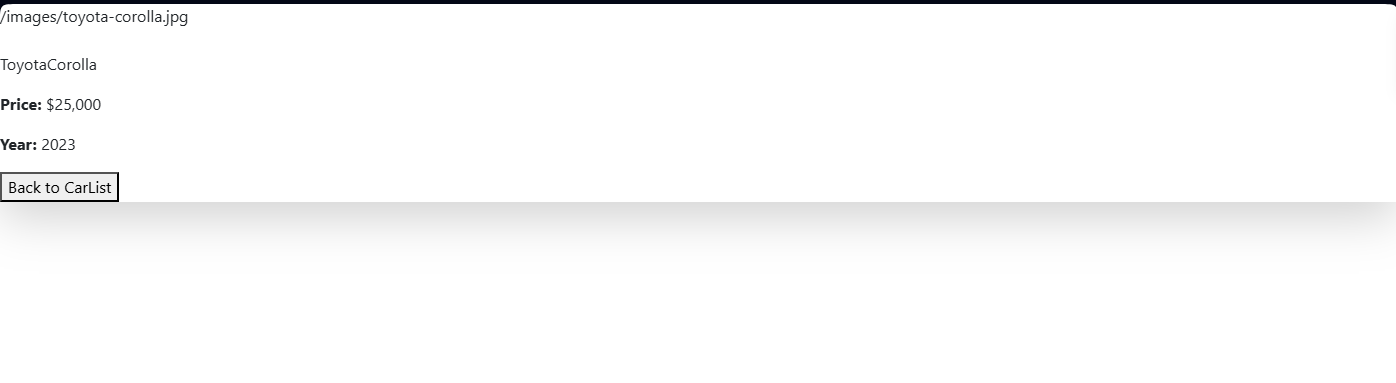 /images/toyota-corolla.jpg
ToyotaCorolla
Price: $25,000
Year: 2023
Back to CarList